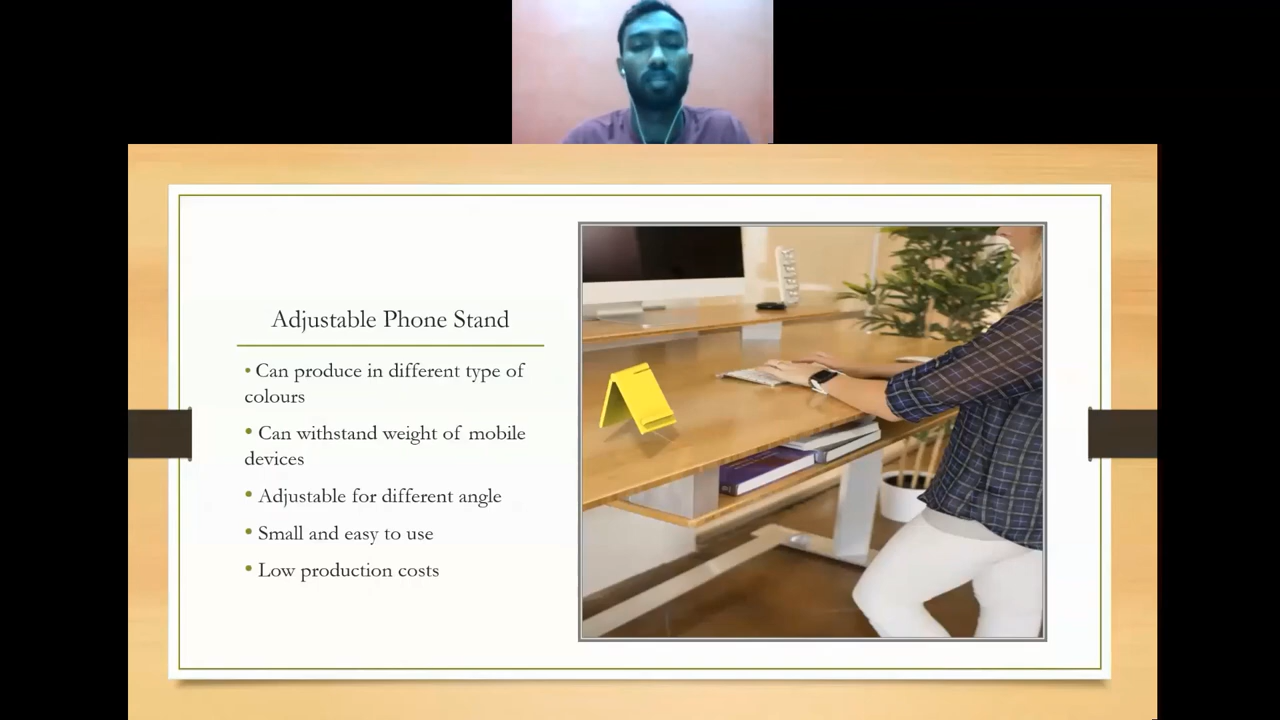 Adjustable Phone Stand
• Can produce in different type of
colours
• Can withstand weight of mobile
devices
• Adjustable for different angle
• Small and easy to use
• Low production costs